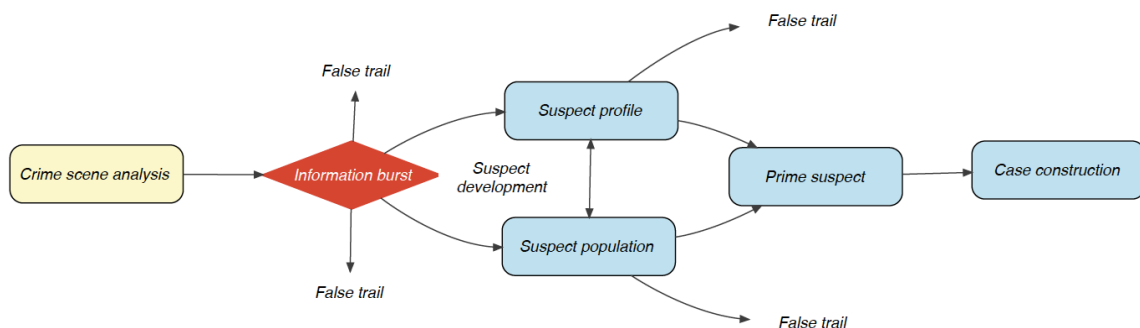 False trail
False trail
Suspect profile
Crime scene analysis
Information burst
Suspect
development
Prime suspect
Case construction
Suspect population
False trail
False trail